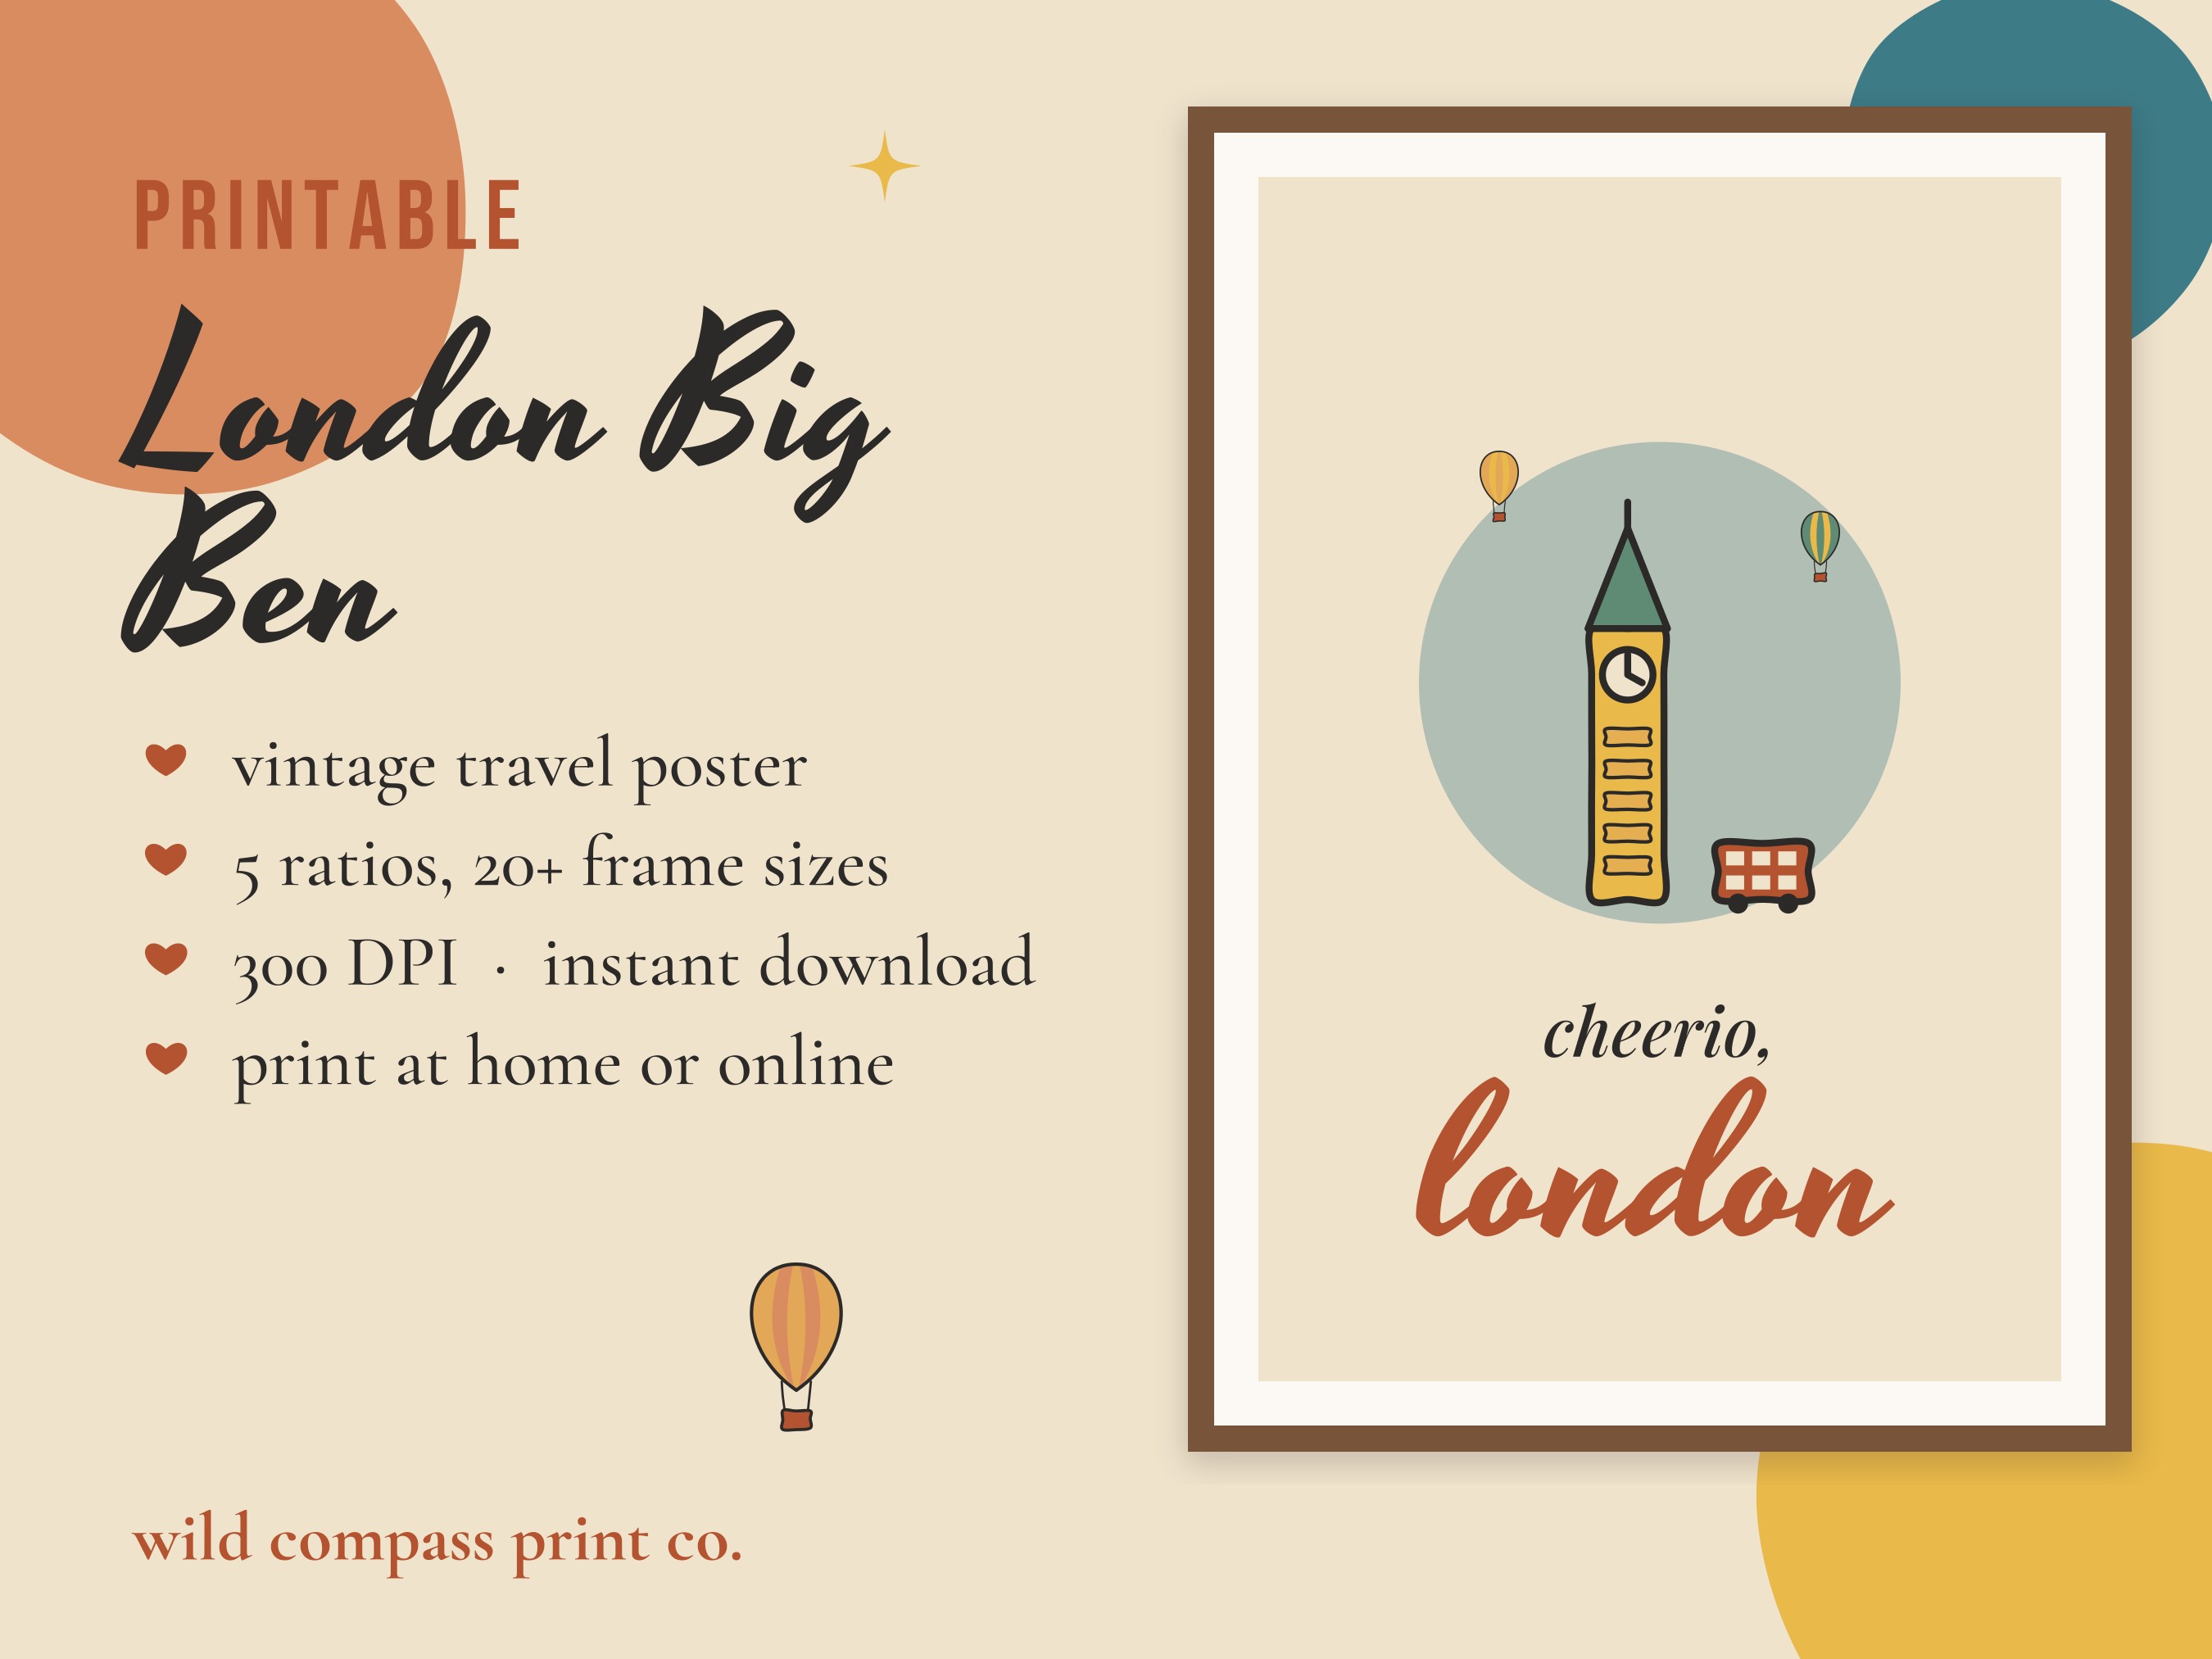 PRINTABLE
London Big
Ben
vintage travel poster
5 ratios, 20+ frame sizes
300 DPI · instant download
print at home or online
wild compass print co.
cheerio,
london